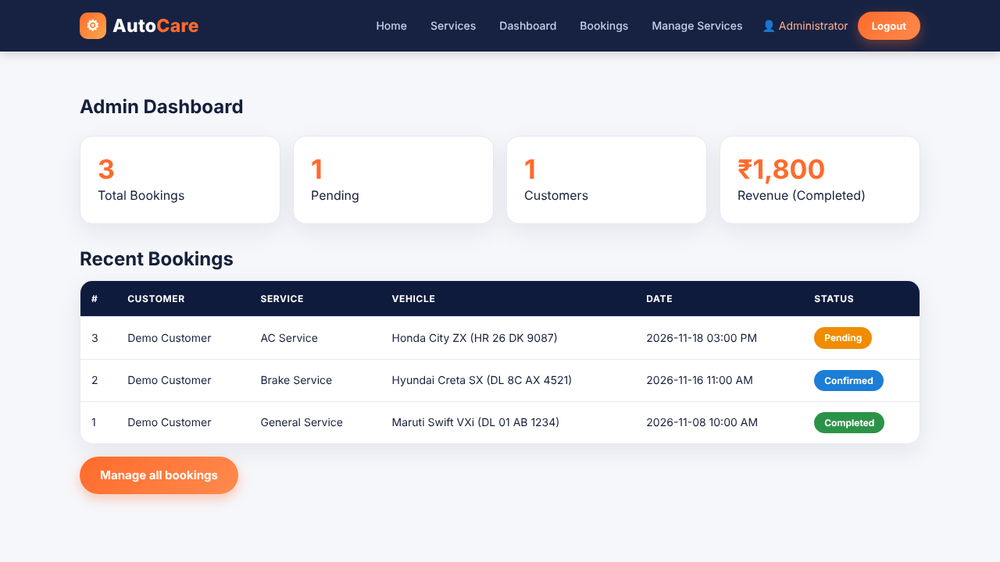 AutoCare
Home Services Dashboard Bookings Manage Services Administrator Logout
Admin Dashboard
3 1 1 ₹1,800
Total Bookings Pending Customers Revenue (Completed)
Recent Bookings
# CUSTOMER SERVICE VEHICLE DATE STATUS
3 Demo Customer AC Service Honda City ZX (HR 26 DK 9087) 2026-11-18 03:00 PM Pending
2 Demo Customer Brake Service Hyundai Creta SX (DL 8C AX 4521) 2026-11-16 11:00 AM Confirmed
1 Demo Customer General Service Maruti Swift VXi (DL 01 AB 1234) 2026-11-08 10:00 AM Completed
Manage all bookings